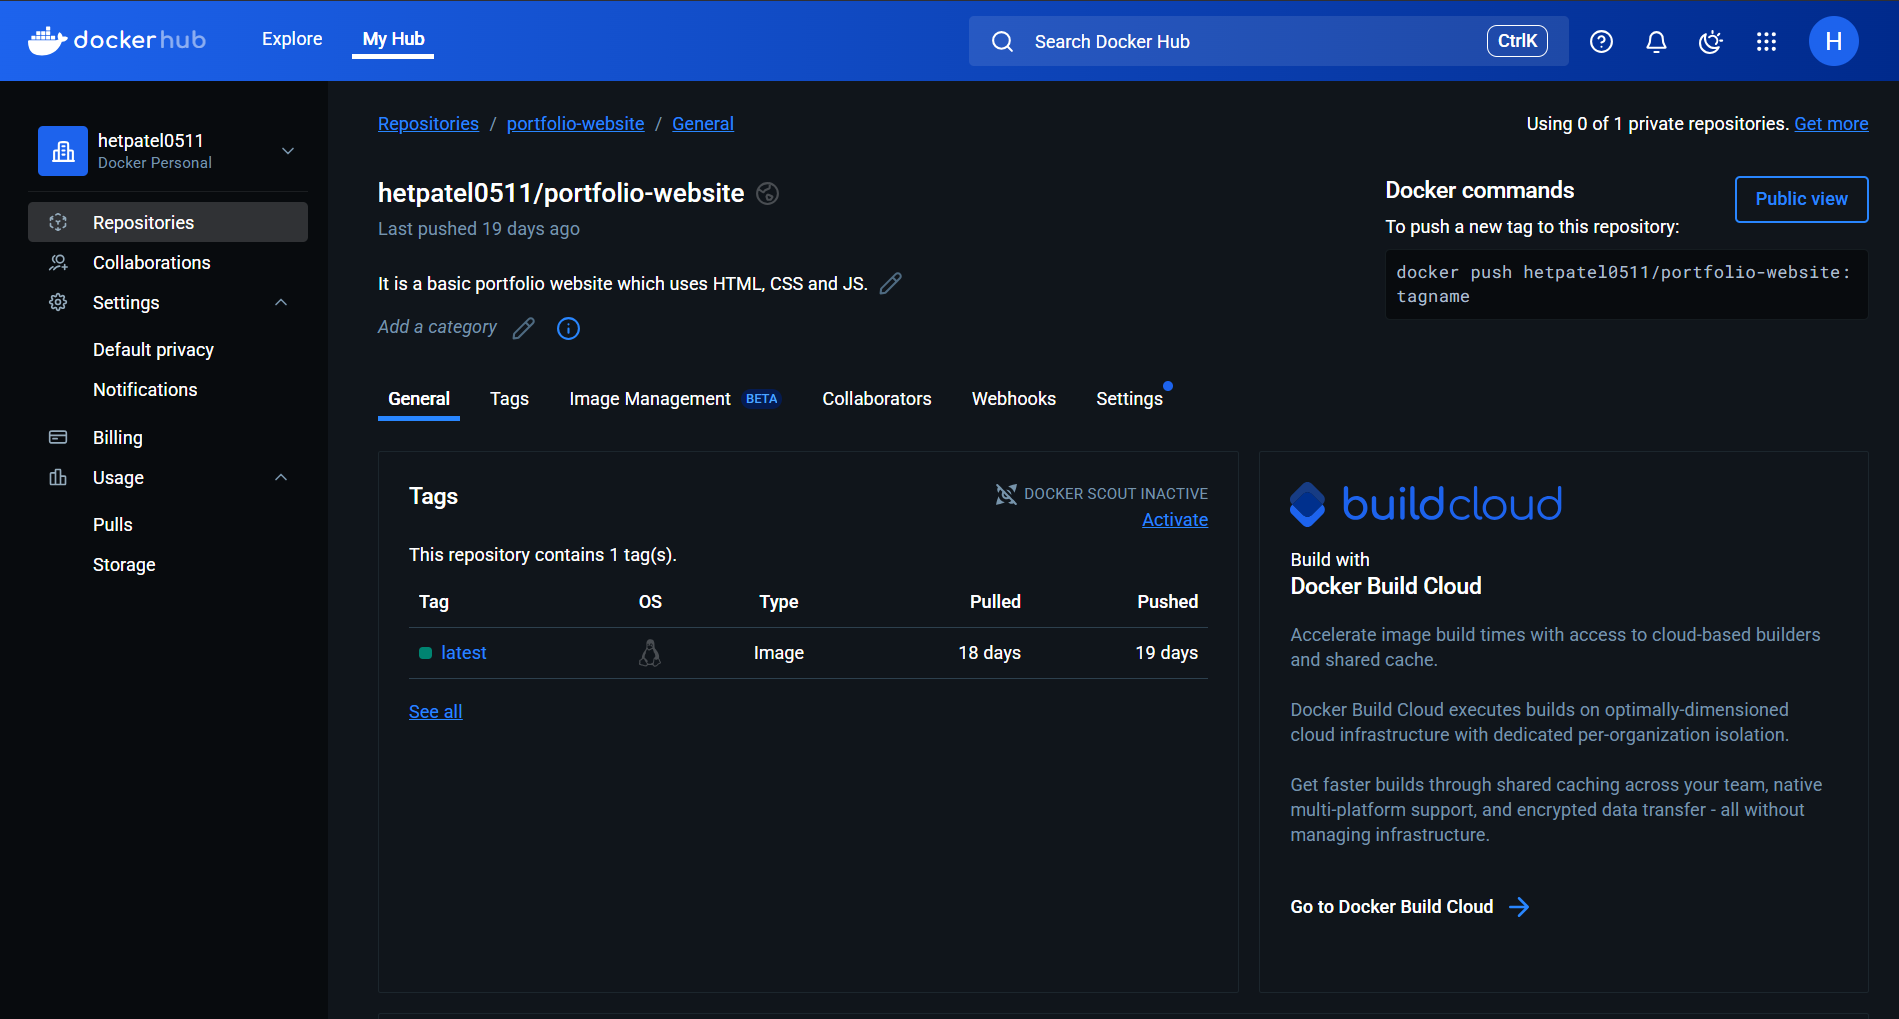 dockerhub
Explore
My Hub
Search Docker Hub
CtrlK
H
hetpatel0511
Docker Personal
Repositories
Collaborations
Settings
Default privacy
Notifications
Billing
Usage
Pulls
Storage
Repositories / portfolio-website / General
Using 0 of 1 private repositories. Get more
hetpatel0511/portfolio-website
Last pushed 19 days ago
It is a basic portfolio website which uses HTML, CSS and JS.
Add a category
Docker commands
Public view
To push a new tag to this repository:
docker push hetpatel0511/portfolio-website:
tagname
General
Tags
Image Management BETA
Collaborators
Webhooks
Settings
Tags
DOCKER SCOUT INACTIVE
Activate
This repository contains 1 tag(s).
Tag OS Type Pulled Pushed
latest Image 18 days 19 days
See all
buildcloud
Build with
Docker Build Cloud
Accelerate image build times with access to cloud-based builders
and shared cache.
Docker Build Cloud executes builds on optimally-dimensioned
cloud infrastructure with dedicated per-organization isolation.
Get faster builds through shared caching across your team, native
multi-platform support, and encrypted data transfer - all without
managing infrastructure.
Go to Docker Build Cloud